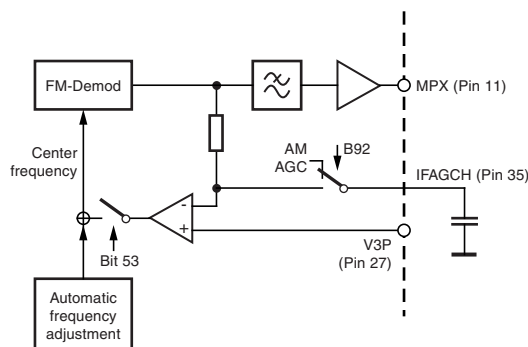 FM-Demod
MPX (Pin 11)
Center
frequency
AM
AGC
B92
IFAGCH (Pin 35)
-
+
V3P
(Pin 27)
Bit 53
Automatic
frequency
adjustment